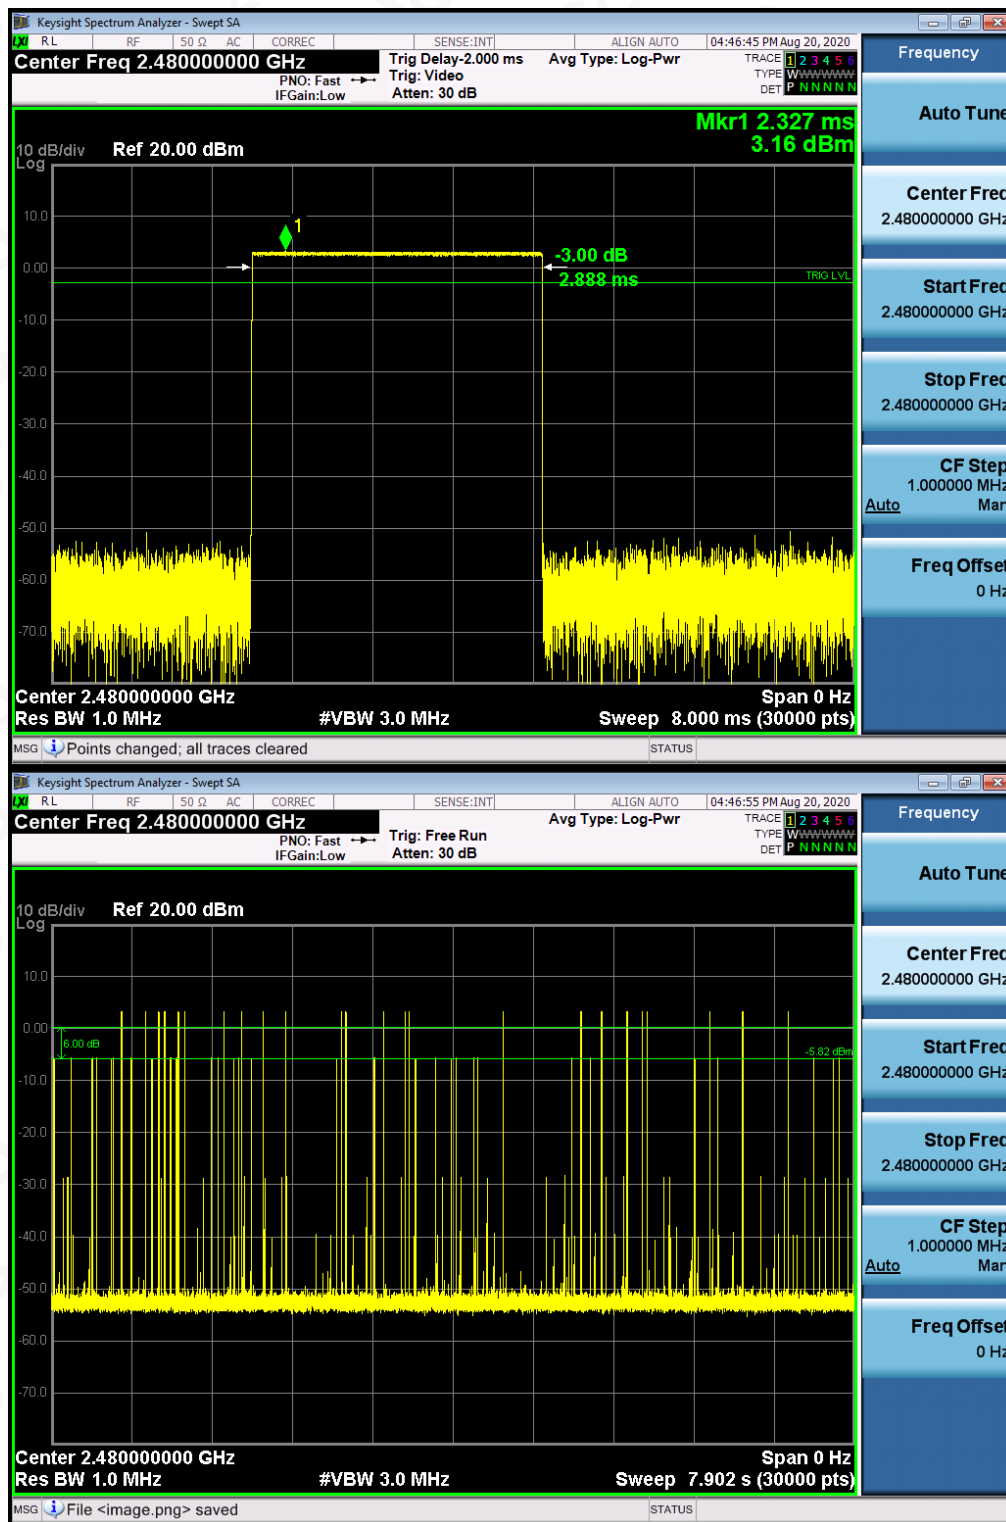 Keysight Spectrum Analyzer - Swept SA
LXI RL RF 50 Ω AC CORREC SENSE:INT ALIGN AUTO 04:46:45 PM Aug 20, 2020
Center Freq 2.480000000 GHz Trig Delay-2.000 ms Avg Type: Log-Pwr TRACE 1 2 3 4 5 6
PNO: Fast Trig: Video TYPE WWWWWWW
IFGain:Low Atten: 30 dB DET P N N N N N
Frequency
Auto Tune
Center Freq
2.480000000 GHz
Start Freq
2.480000000 GHz
Stop Freq
2.480000000 GHz
CF Step
1.000000 MHz
Auto Man
Freq Offset
0 Hz
Mkr1 2.327 ms
3.16 dBm
10 dB/div Ref 20.00 dBm
Log
10.0
0.00
-10.0
-20.0
-30.0
-40.0
-50.0
-60.0
-70.0
1
-3.00 dB
2.888 ms
TRIG LVL
Center 2.480000000 GHz Span 0 Hz
Res BW 1.0 MHz #VBW 3.0 MHz Sweep 8.000 ms (30000 pts)
MSG Points changed; all traces cleared STATUS
Keysight Spectrum Analyzer - Swept SA
LXI RL RF 50 Ω AC CORREC SENSE:INT ALIGN AUTO 04:46:55 PM Aug 20, 2020
Center Freq 2.480000000 GHz Avg Type: Log-Pwr TRACE 1 2 3 4 5 6
PNO: Fast Trig: Free Run TYPE WWWWWWW
IFGain:Low Atten: 30 dB DET P N N N N N
Frequency
Auto Tune
Center Freq
2.480000000 GHz
Start Freq
2.480000000 GHz
Stop Freq
2.480000000 GHz
CF Step
1.000000 MHz
Auto Man
Freq Offset
0 Hz
10 dB/div Ref 20.00 dBm
Log
10.0
0.00
-10.0
-20.0
-30.0
-40.0
-50.0
-60.0
-70.0
6.00 dB
-5.82 dBm
Center 2.480000000 GHz Span 0 Hz
Res BW 1.0 MHz #VBW 3.0 MHz Sweep 7.902 s (30000 pts)
MSG File <image.png> saved STATUS